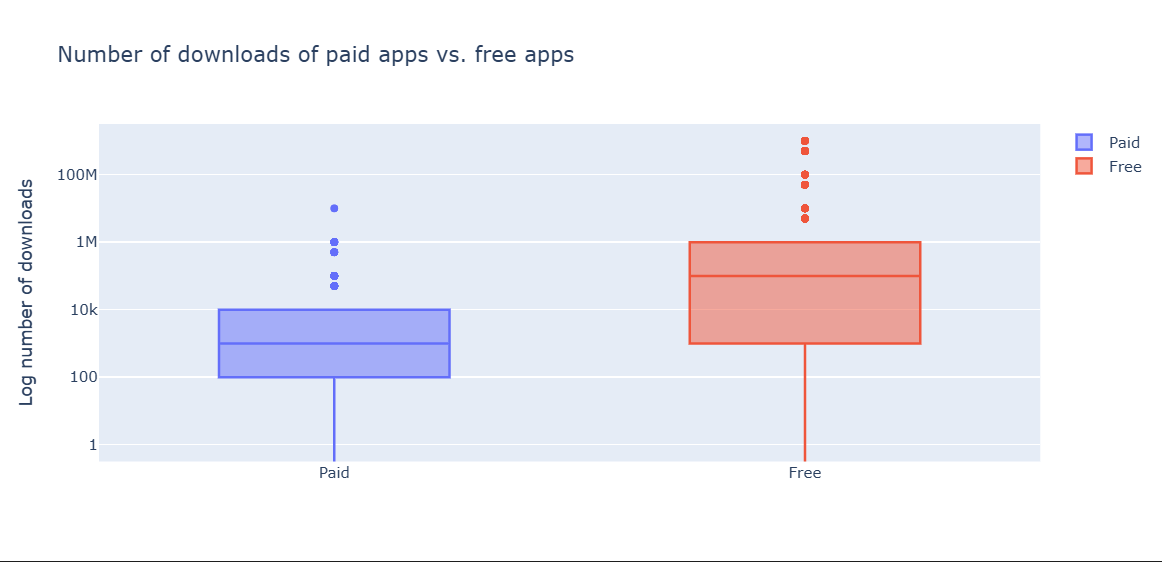 Number of downloads of paid apps vs. free apps
Paid
Free
Log number of downloads
100M
1M
10k
100
1
Paid
Free